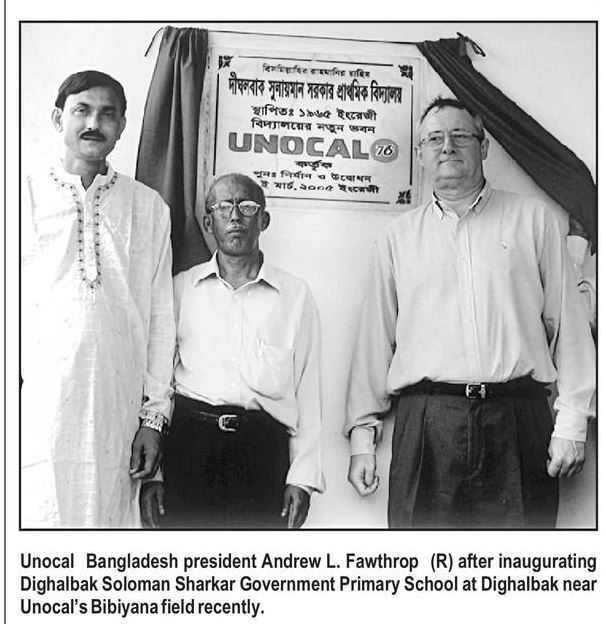 বিসমিল্লাহির রাহমানির রাহিম
দীঘলবাক সুলায়মান সরকার প্রাথমিক বিদ্যালয়
স্থাপিতঃ ১৯৬৫ ইংরেজী
বিদ্যালয়ের নতুন ভবন
UNOCAL 76
কর্তৃক
পুনঃ নির্মান ও উদ্বোধন
ই মার্চ, ২০০৫ ইংরেজী
Unocal Bangladesh president Andrew L. Fawthrop (R) after inaugurating
Dighalbak Soloman Sharkar Government Primary School at Dighalbak near
Unocal's Bibiyana field recently.